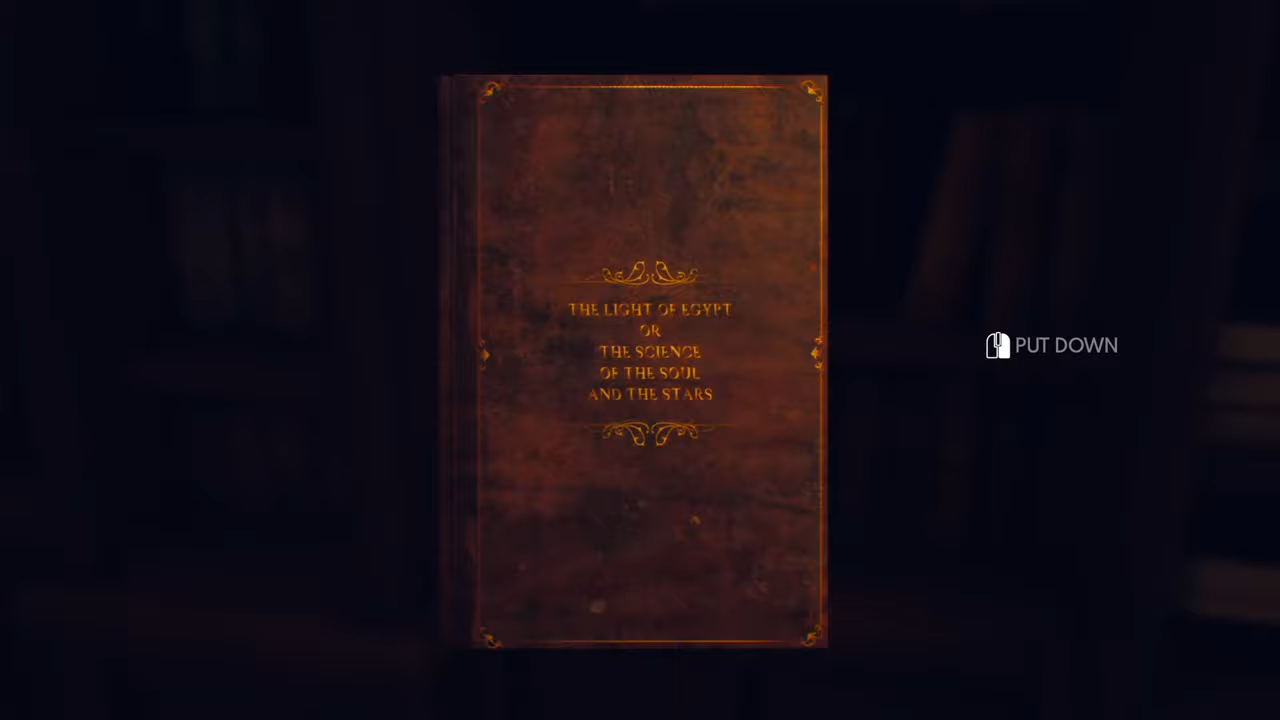 THE LIGHT OF EGYPT
OR
THE SCIENCE
OF THE SOUL
AND THE STARS
PUT DOWN